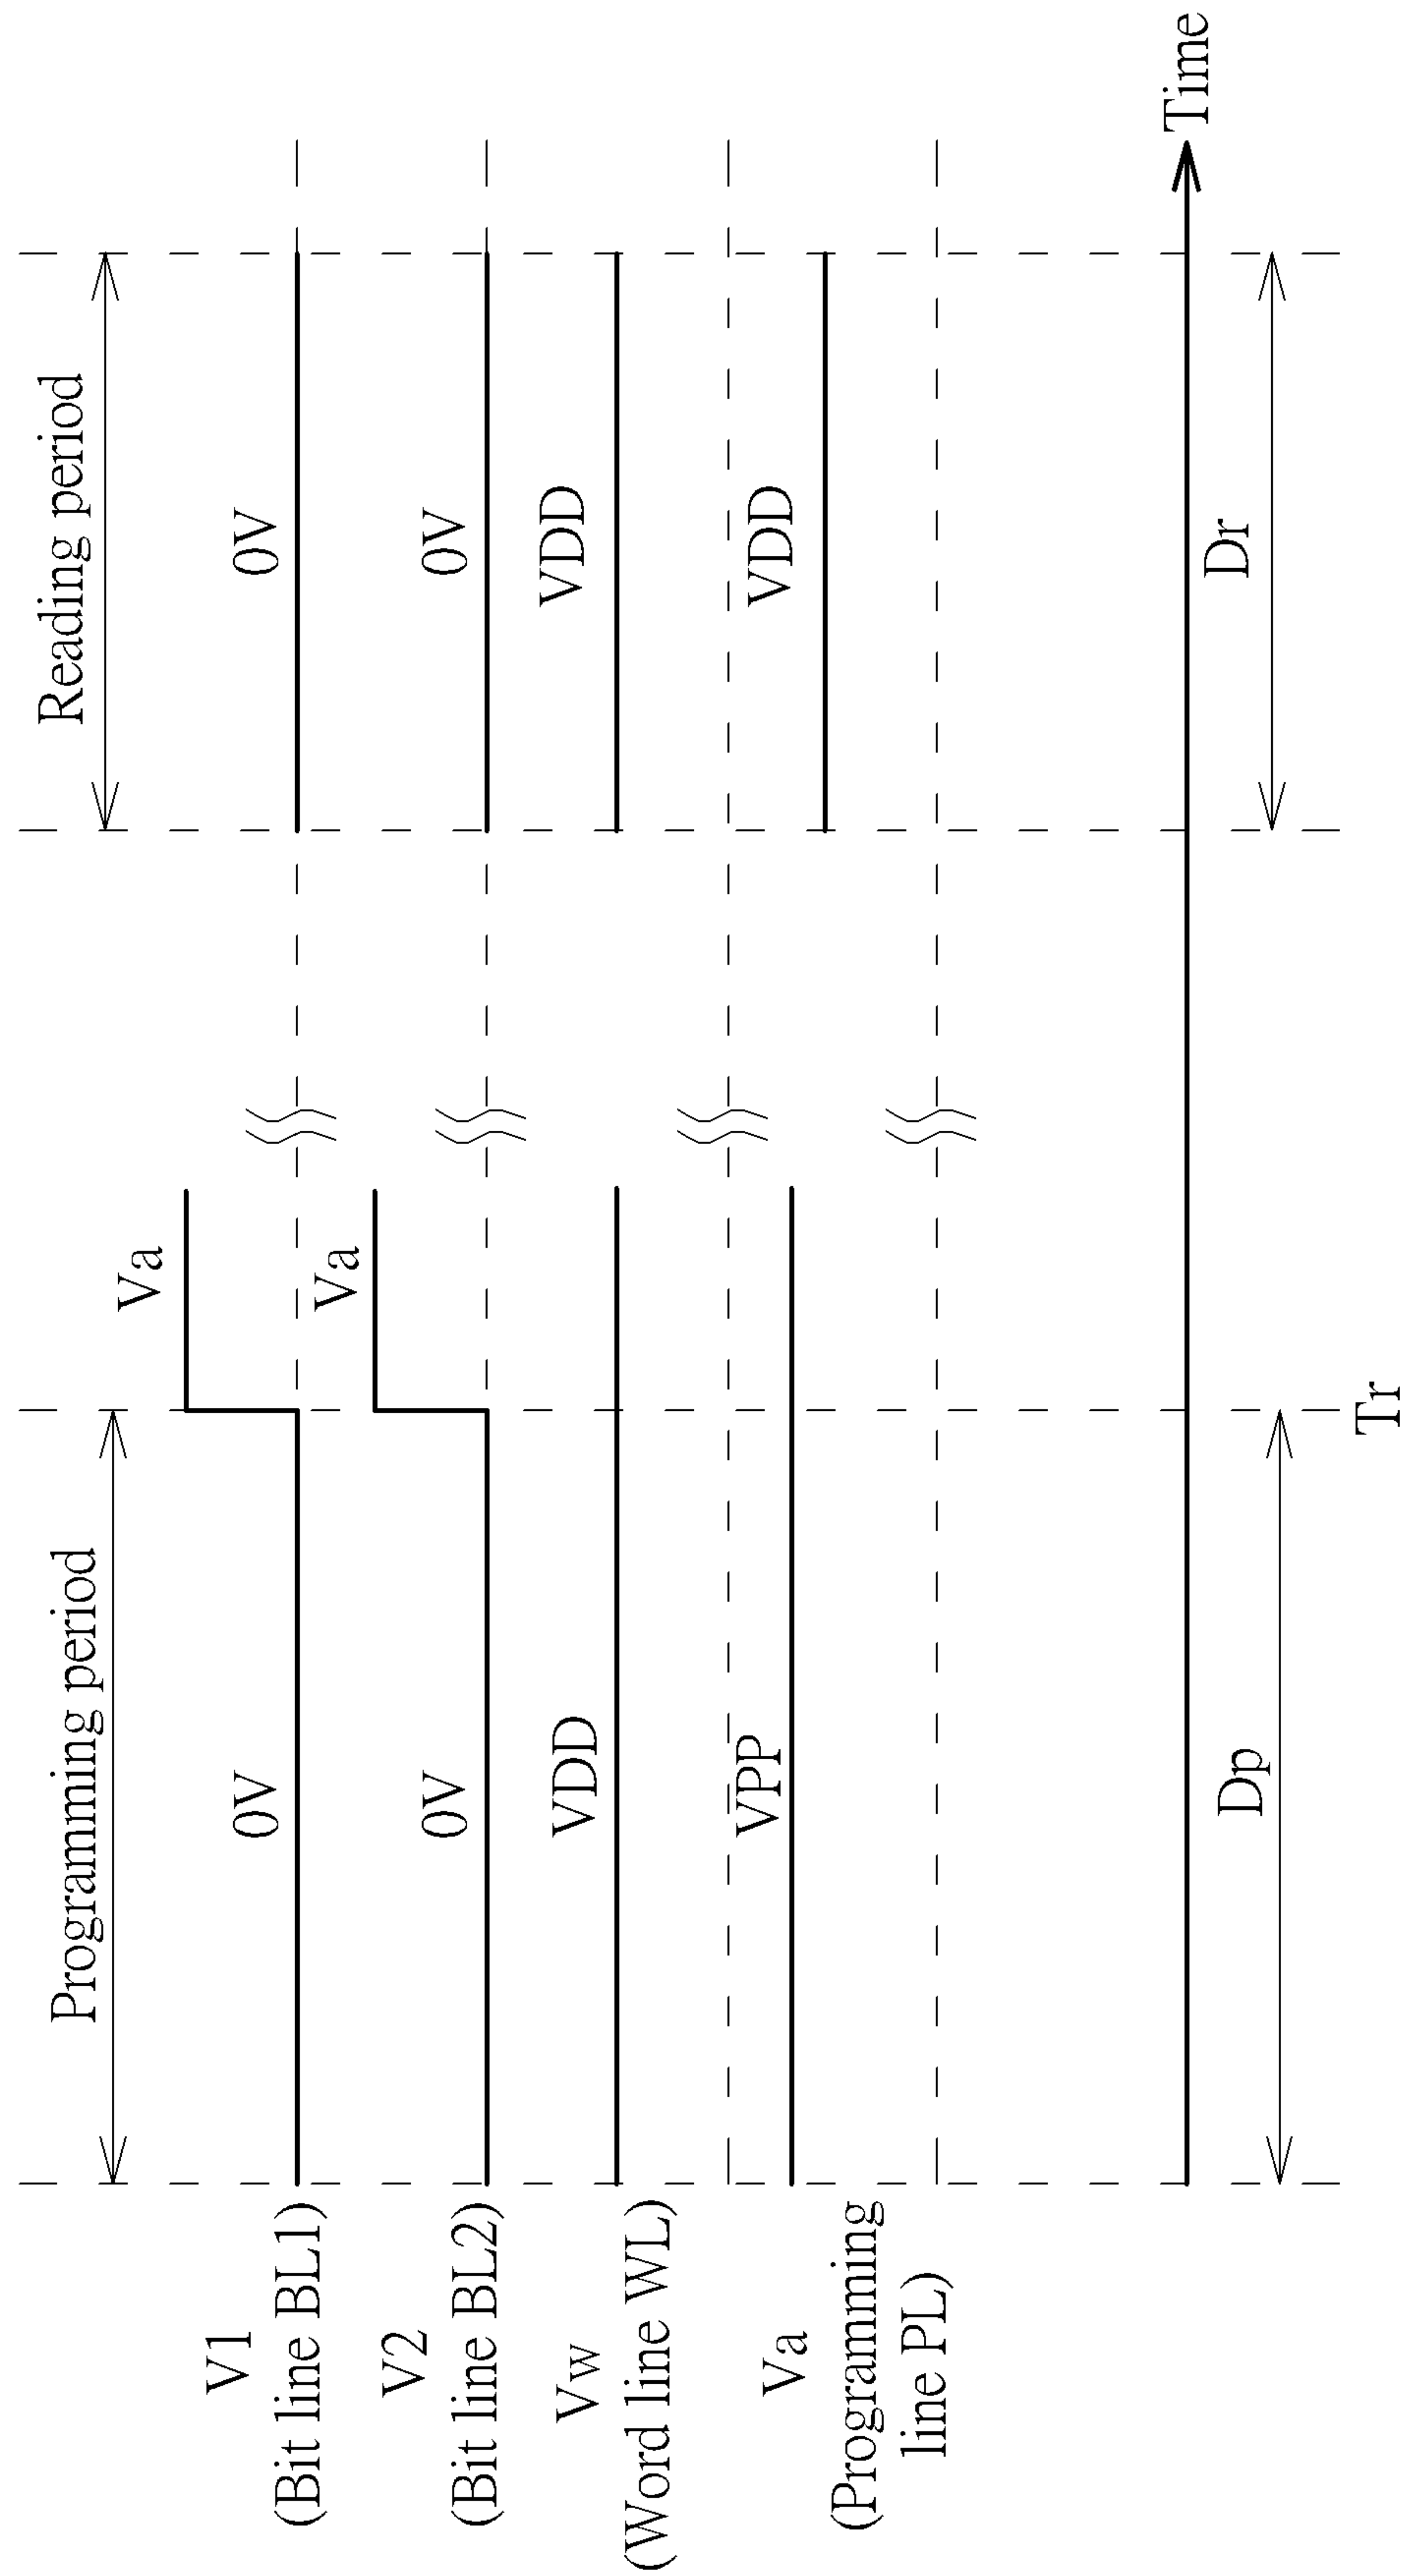 Programming period
Reading period
V1
(Bit line BL1)
0V
Va
0V
V2
(Bit line BL2)
0V
Va
0V
Vw
(Word line WL)
VDD
VDD
Va
(Programming
line PL)
VPP
VDD
Time
Dp
Dr
Tr